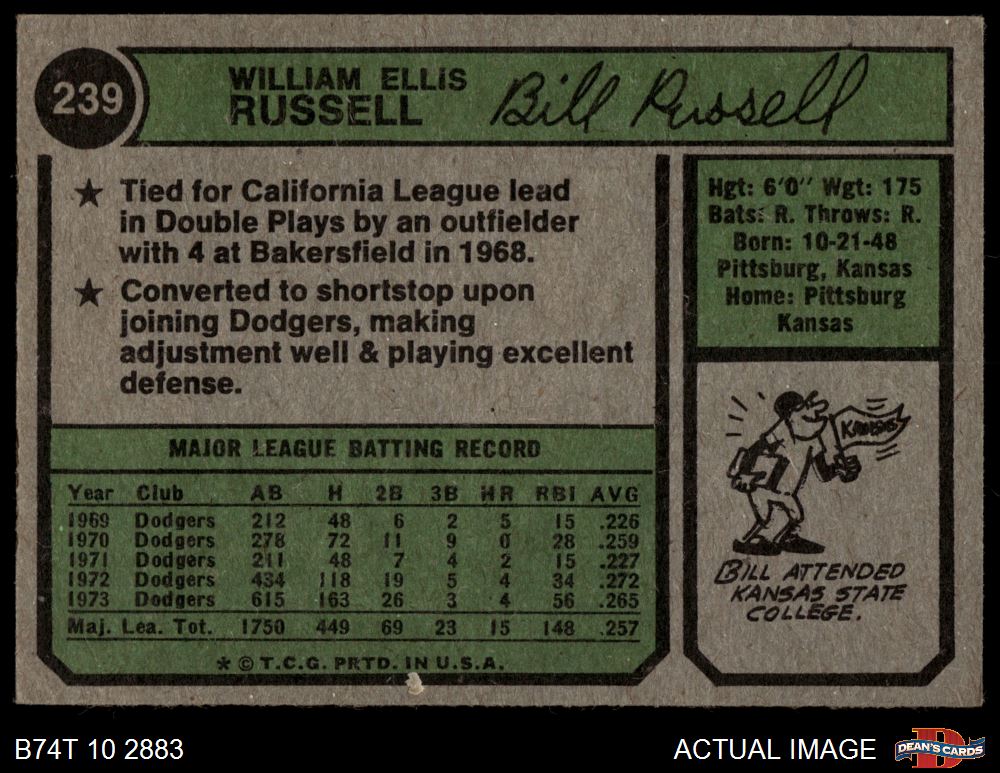 239
WILLIAM ELLIS
RUSSELL
Bill Russell
★ Tied for California League lead
in Double Plays by an outfielder
with 4 at Bakersfield in 1968.
★ Converted to shortstop upon
joining Dodgers, making
adjustment well & playing excellent
defense.
Hgt: 6'0" Wgt: 175
Bats: R. Throws: R.
Born: 10-21-48
Pittsburg, Kansas
Home: Pittsburg
Kansas
MAJOR LEAGUE BATTING RECORD
Year Club AB H 2B 3B HR RBI AVG
1969 Dodgers 212 48 6 2 5 15 .226
1970 Dodgers 278 72 11 9 0 28 .259
1971 Dodgers 211 48 7 4 2 15 .227
1972 Dodgers 434 118 19 5 4 34 .272
1973 Dodgers 615 163 26 3 4 56 .265
Maj. Lea. Tot. 1750 449 69 23 15 148 .257
* © T.C.G. PRTD. IN U.S.A.
KANSAS
BILL ATTENDED
KANSAS STATE
COLLEGE.
B74T 10 2883
ACTUAL IMAGE
D
DEAN'S CARDS